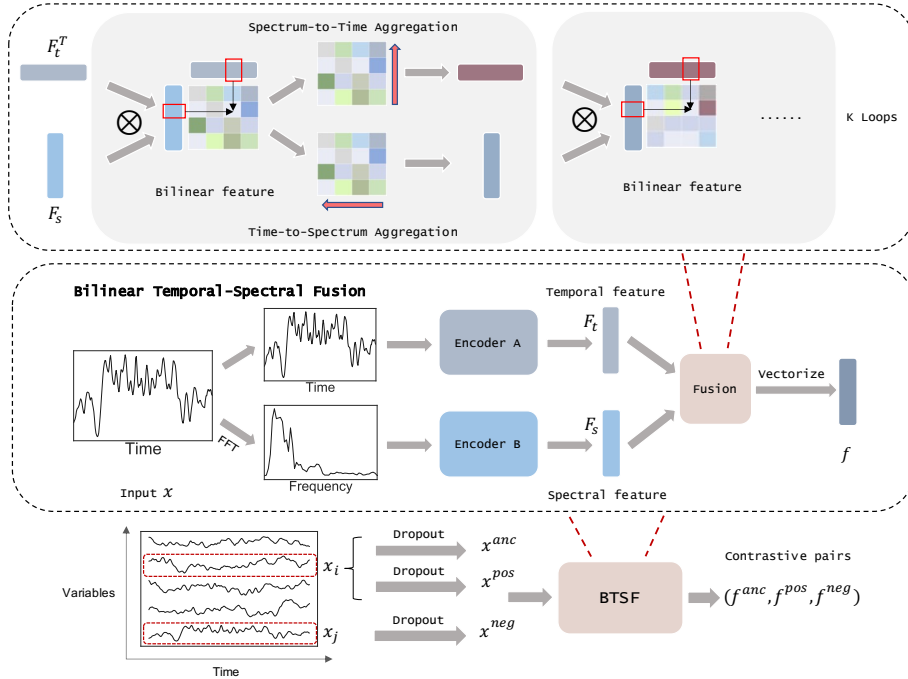 Spectrum-to-Time Aggregation
F_t^T
F_s
⊗
Bilinear feature
Time-to-Spectrum Aggregation
⊗
Bilinear feature
......
K Loops
Bilinear Temporal-Spectral Fusion
Time
Input x
FFT
Time
Frequency
Encoder A
Encoder B
Temporal feature
F_t
F_s
Spectral feature
Fusion
Vectorize
f
Variables
Time
x_i
x_j
Dropout
x^{anc}
Dropout
x^{pos}
Dropout
x^{neg}
BTSF
Contrastive pairs
(f^{anc}, f^{pos}, f^{neg})